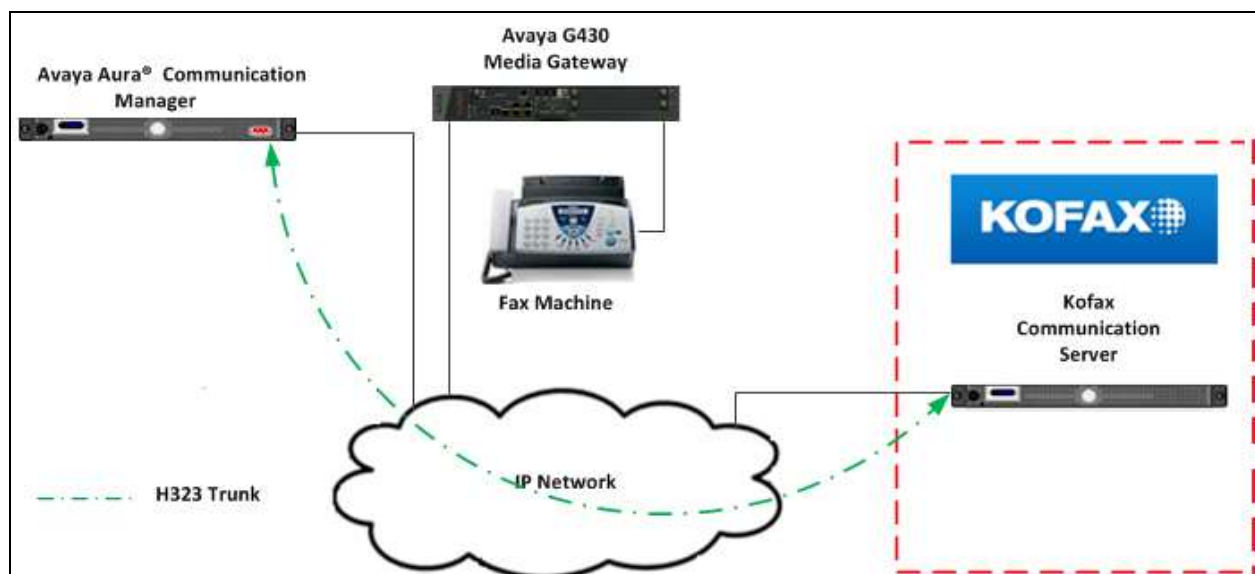 Avaya G430
Media Gateway
Avaya Aura® Communication
Manager
KOFAX
Fax Machine
Kofax
Communication
Server
IP Network
H323 Trunk